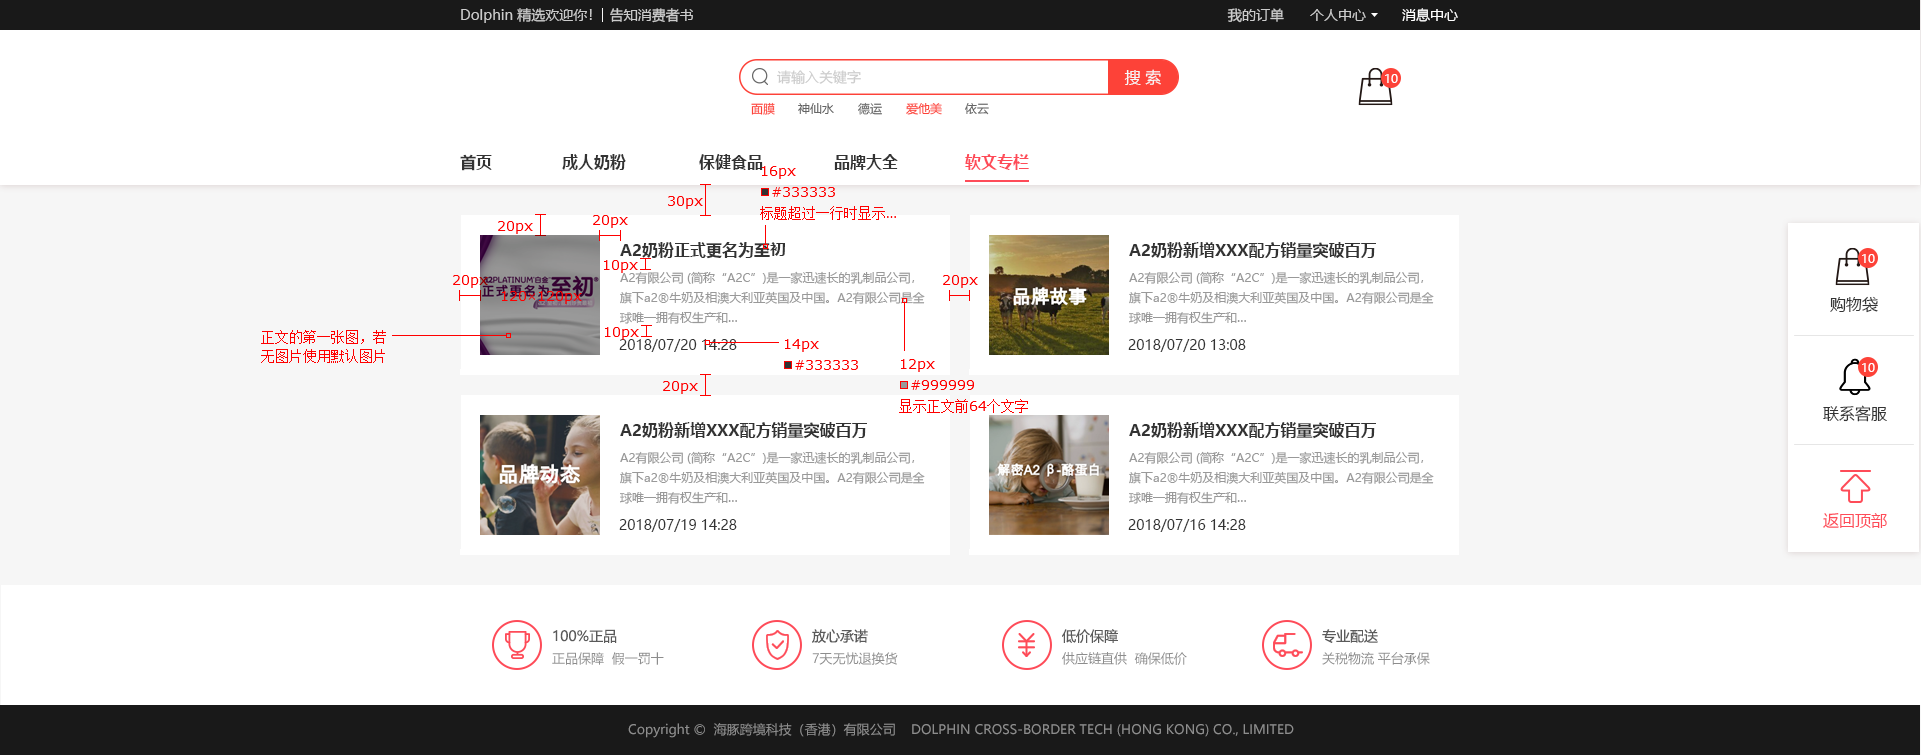 Dolphin 精选欢迎你！| 告知消费者书
我的订单 个人中心 消息中心
请输入关键字 搜 索
10
面膜 神仙水 德运 爱他美 依云
首页 成人奶粉 保健食品 品牌大全 软文专栏
16px
#333333
标题超过一行时显示...
30px
20px
20px
A2奶粉正式更名为至初
10px
A2有限公司 (简称“A2C”)是一家迅速长的乳制品公司，
旗下a2®牛奶及相澳大利亚英国及中国。A2有限公司是全
球唯一拥有权生产和...
10px
2018/07/20 14:28
20px
A2PLATINUM 白金 至初
正式更名为
120*120px
正文的第一张图，若
无图片使用默认图片
14px
#333333
20px
12px
#999999
显示正文前64个文字
20px
品牌故事
A2奶粉新增XXX配方销量突破百万
A2有限公司 (简称“A2C”)是一家迅速长的乳制品公司，
旗下a2®牛奶及相澳大利亚英国及中国。A2有限公司是全
球唯一拥有权生产和...
2018/07/20 13:08
品牌动态
A2奶粉新增XXX配方销量突破百万
A2有限公司 (简称“A2C”)是一家迅速长的乳制品公司，
旗下a2®牛奶及相澳大利亚英国及中国。A2有限公司是全
球唯一拥有权生产和...
2018/07/19 14:28
解密A2 β-酪蛋白
A2奶粉新增XXX配方销量突破百万
A2有限公司 (简称“A2C”)是一家迅速长的乳制品公司，
旗下a2®牛奶及相澳大利亚英国及中国。A2有限公司是全
球唯一拥有权生产和...
2018/07/16 14:28
10
购物袋
10
联系客服
返回顶部
100%正品
正品保障 假一罚十
放心承诺
7天无忧退换货
低价保障
供应链直供 确保低价
专业配送
关税物流 平台承保
Copyright © 海豚跨境科技（香港）有限公司 DOLPHIN CROSS-BORDER TECH (HONG KONG) CO., LIMITED